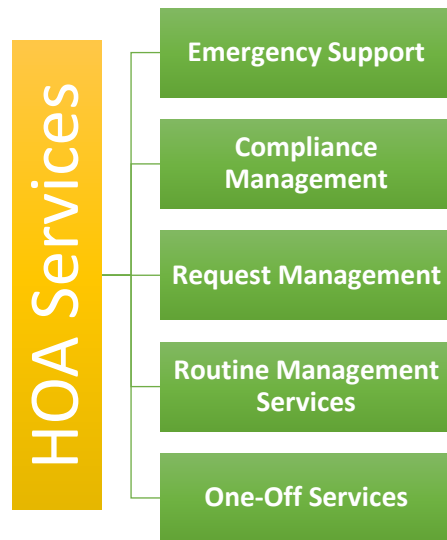 HOA Services
Emergency Support
Compliance
Management
Request Management
Routine Management
Services
One-Off Services